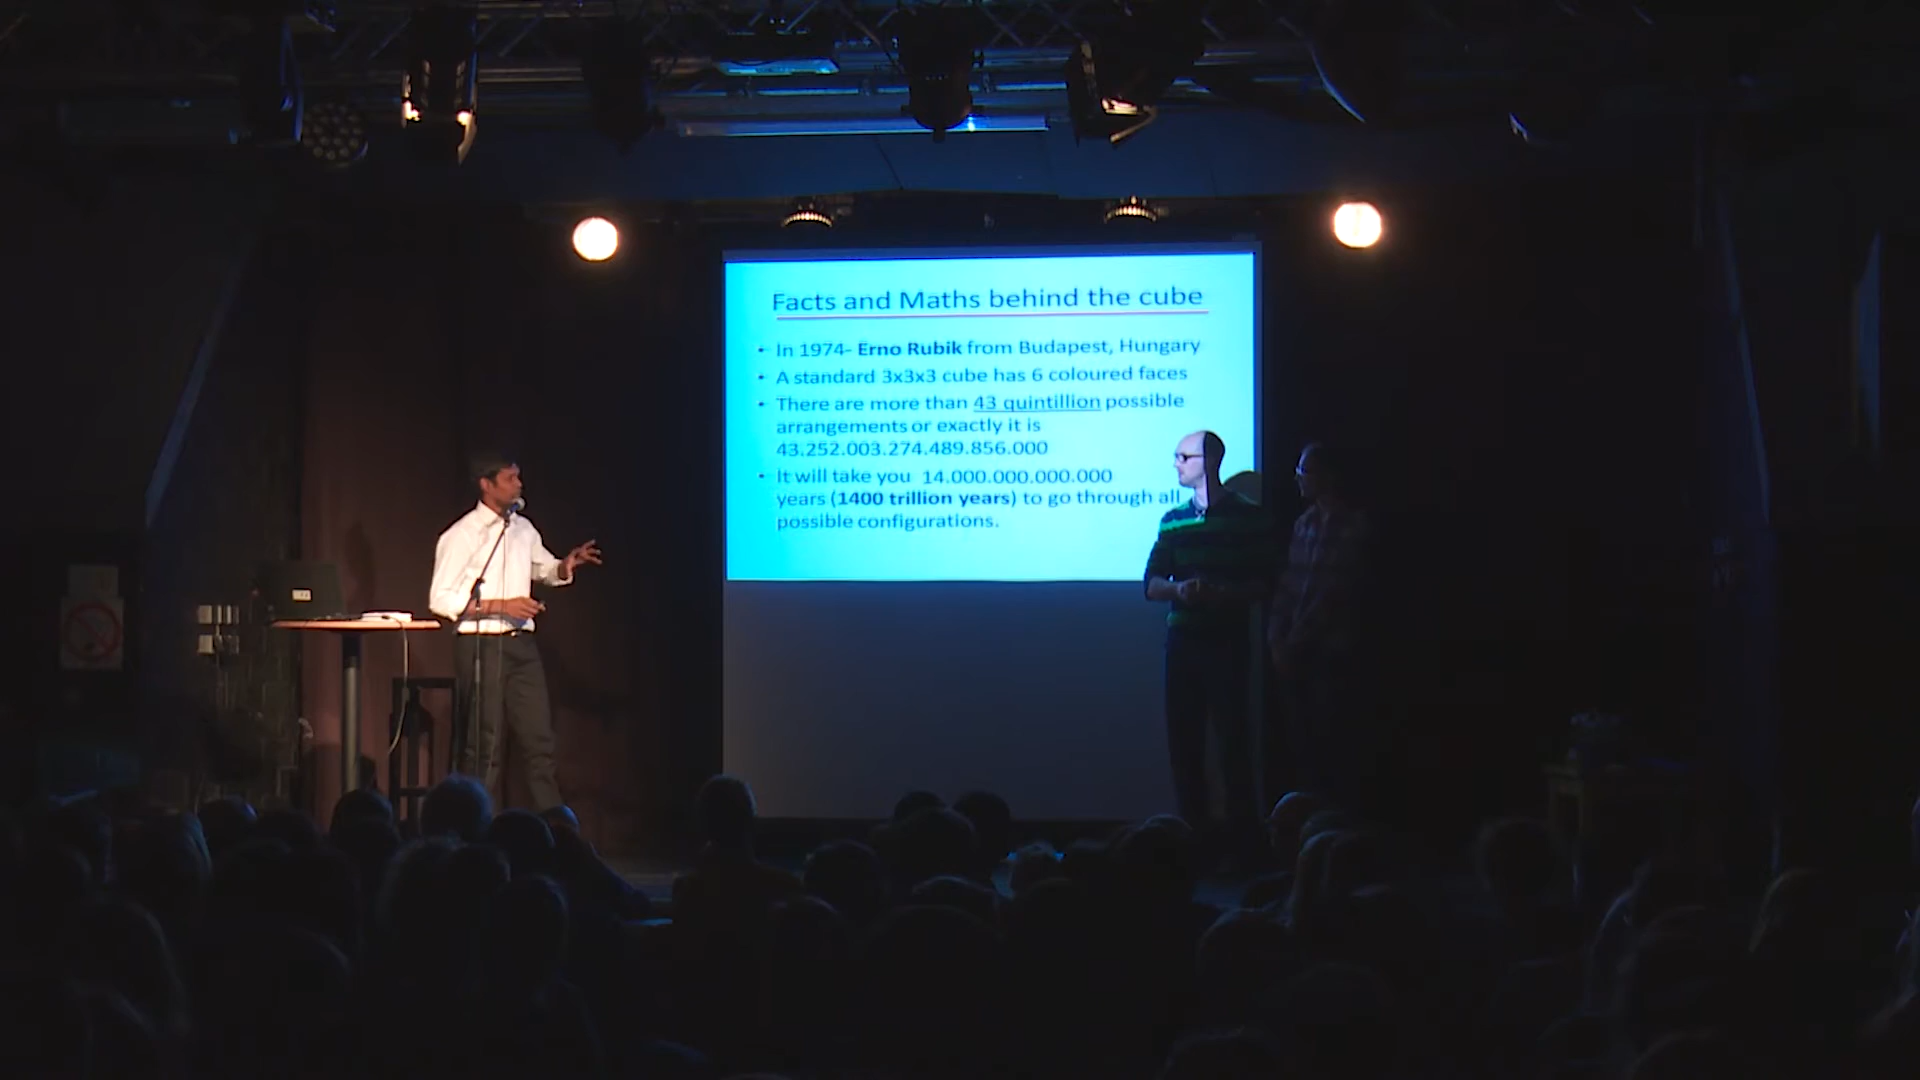 Facts and Maths behind the cube
• In 1974- Erno Rubik from Budapest, Hungary
• A standard 3x3x3 cube has 6 coloured faces
• There are more than 43 quintillion possible
arrangements or exactly it is
43.252.003.274.489.856.000
• It will take you 14.000.000.000.000
years (1400 trillion years) to go through all
possible configurations.